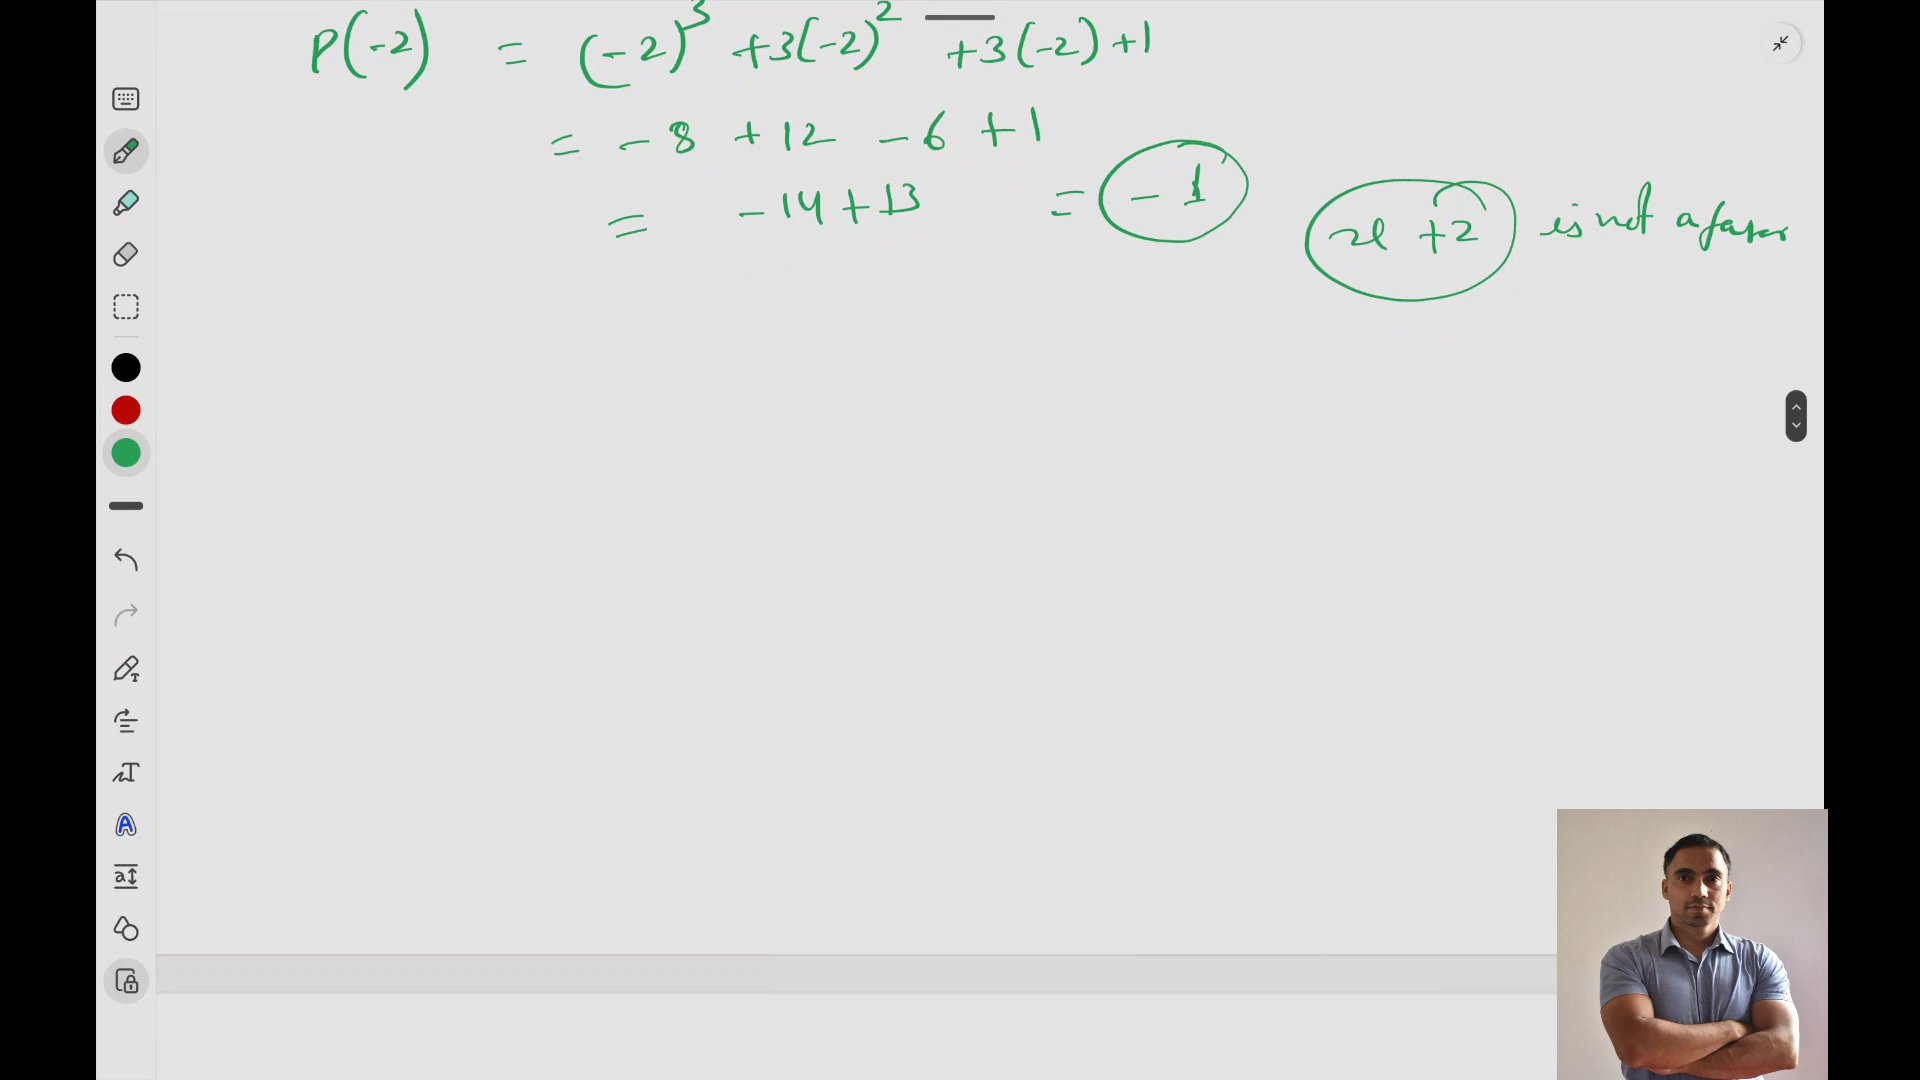 P(-2) = (-2)³ +3(-2)² +3(-2)+1
= -8 +12 -6 +1
= -14+13 = -1
x +2 is not a